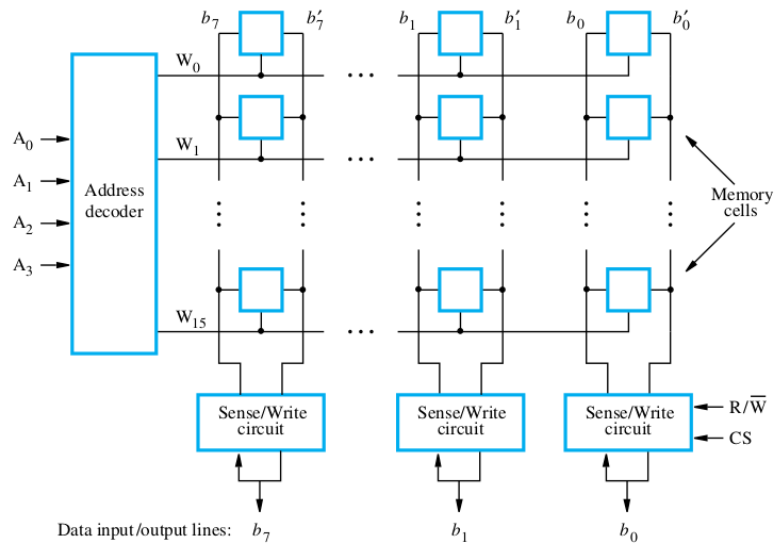 b₇ b′₇ b₁ b′₁ b₀ b′₀
W₀
W₁
A₀
A₁
A₂
A₃
Address
decoder
Memory
cells
W₁₅
Sense/Write
circuit
Sense/Write
circuit
Sense/Write
circuit
R/W̅
CS
Data input/output lines: b₇ b₁ b₀